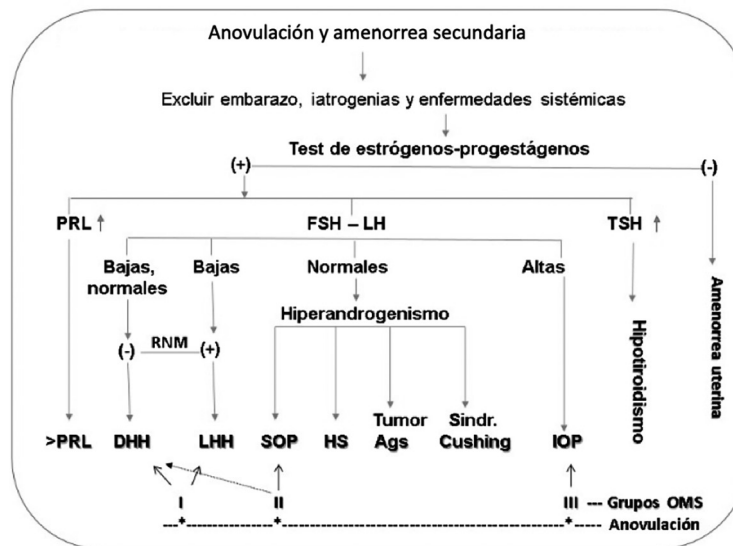 Anovulación y amenorrea secundaria
Excluir embarazo, iatrogenias y enfermedades sistémicas
Test de estrógenos-progestágenos
(+) (-)
PRL ↑ FSH – LH TSH ↑
Bajas, normales Bajas Normales Altas
Hiperandrogenismo
(-) RNM (+)
Hipotiroidismo
Amenorrea uterina
>PRL DHH LHH SOP HS Tumor Ags Sindr. Cushing IOP
I II III --- Grupos OMS
-----*---------------*-------------------------------------------*----- Anovulación